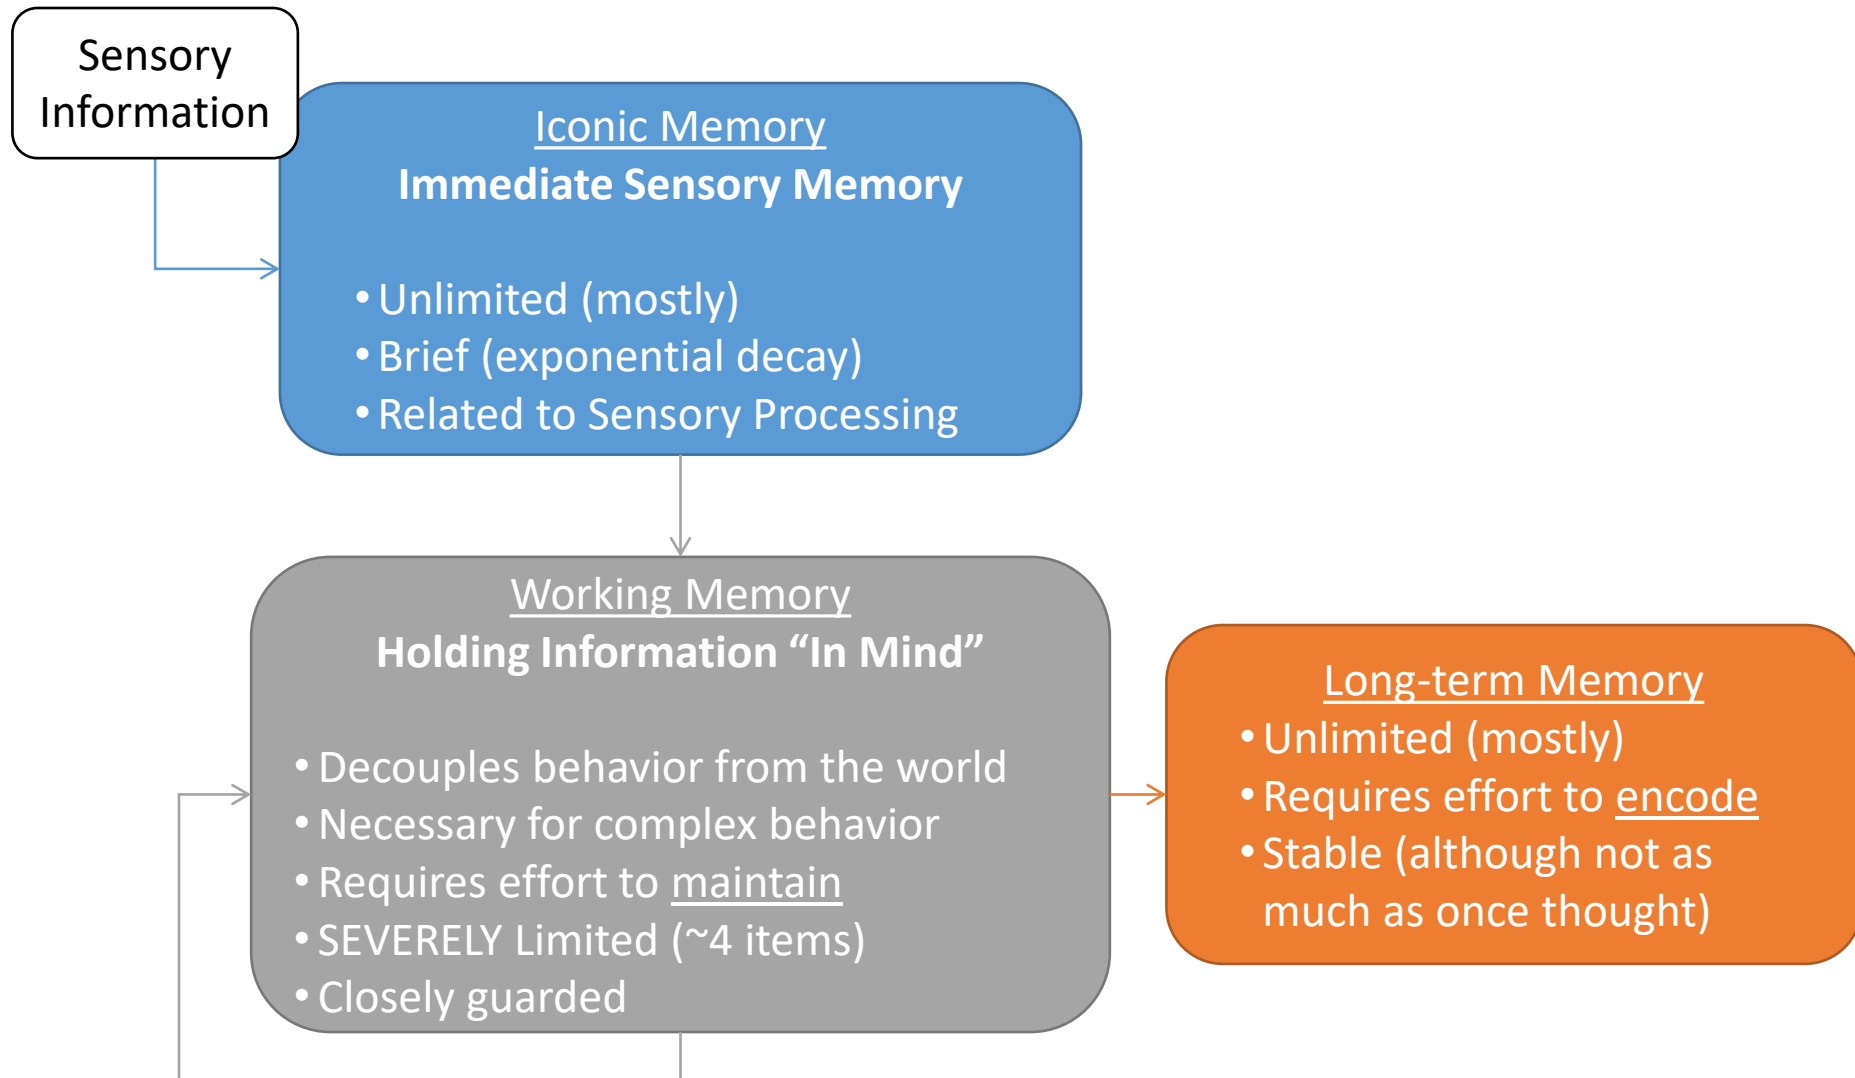 Sensory
Information
Iconic Memory
Immediate Sensory Memory
• Unlimited (mostly)
• Brief (exponential decay)
• Related to Sensory Processing
Working Memory
Holding Information “In Mind”
• Decouples behavior from the world
• Necessary for complex behavior
• Requires effort to maintain
• SEVERELY Limited (~4 items)
• Closely guarded
Long-term Memory
• Unlimited (mostly)
• Requires effort to encode
• Stable (although not as
much as once thought)